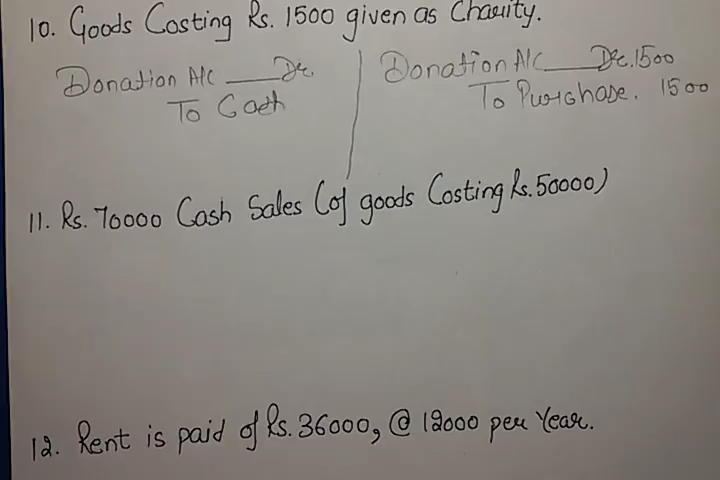 10. Goods Costing Rs. 1500 given as Charity.
Donation A/C ___ Dr.
To Cash
Donation A/C ___ Dr. 1500
To Purchase. 1500
11. Rs. 70000 Cash Sales (of goods Costing Rs. 50000)
12. Rent is paid of Rs. 36000, @ 12000 per Year.